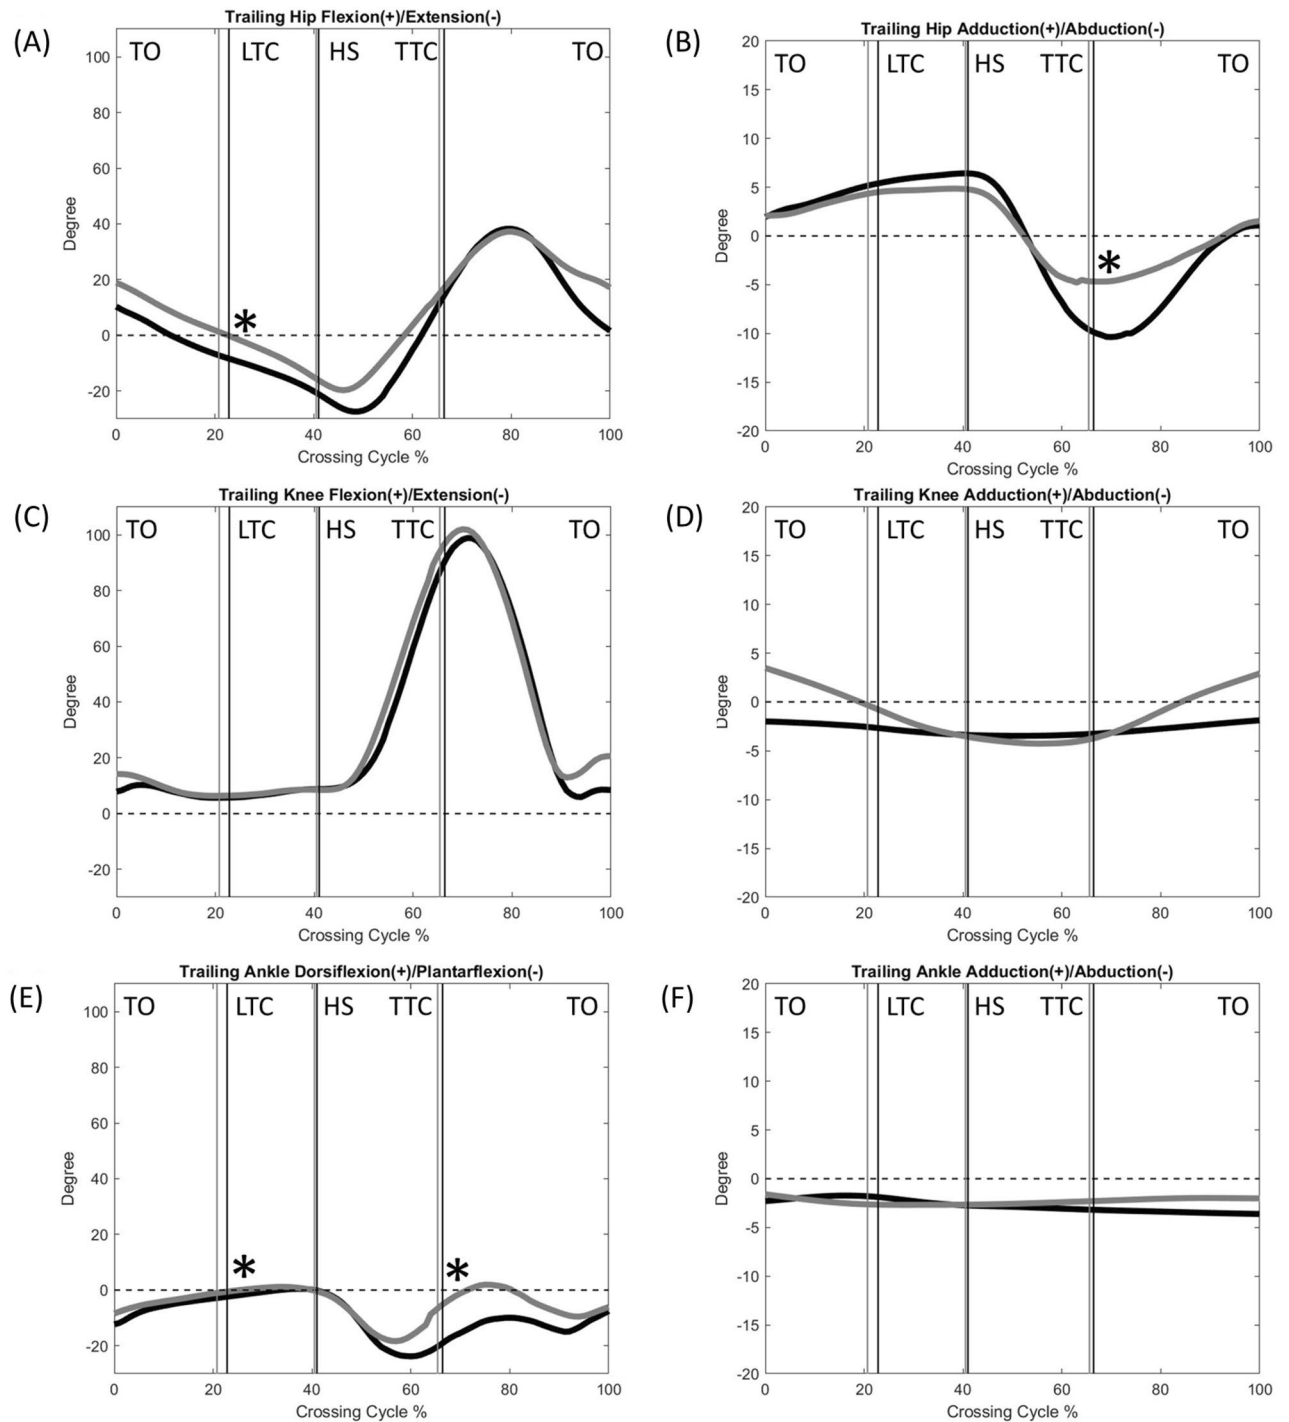 (A)
Trailing Hip Flexion(+)/Extension(-)
TO LTC HS TTC TO
100
80
60
40
20
0
-20
Degree
*
0 20 40 60 80 100
Crossing Cycle %
(B)
Trailing Hip Adduction(+)/Abduction(-)
TO LTC HS TTC TO
20
15
10
5
0
-5
-10
-15
-20
Degree
*
0 20 40 60 80 100
Crossing Cycle %
(C)
Trailing Knee Flexion(+)/Extension(-)
TO LTC HS TTC TO
100
80
60
40
20
0
-20
Degree
0 20 40 60 80 100
Crossing Cycle %
(D)
Trailing Knee Adduction(+)/Abduction(-)
TO LTC HS TTC TO
20
15
10
5
0
-5
-10
-15
-20
Degree
0 20 40 60 80 100
Crossing Cycle %
(E)
Trailing Ankle Dorsiflexion(+)/Plantarflexion(-)
TO LTC HS TTC TO
100
80
60
40
20
0
-20
Degree
* *
0 20 40 60 80 100
Crossing Cycle %
(F)
Trailing Ankle Adduction(+)/Abduction(-)
TO LTC HS TTC TO
20
15
10
5
0
-5
-10
-15
-20
Degree
0 20 40 60 80 100
Crossing Cycle %